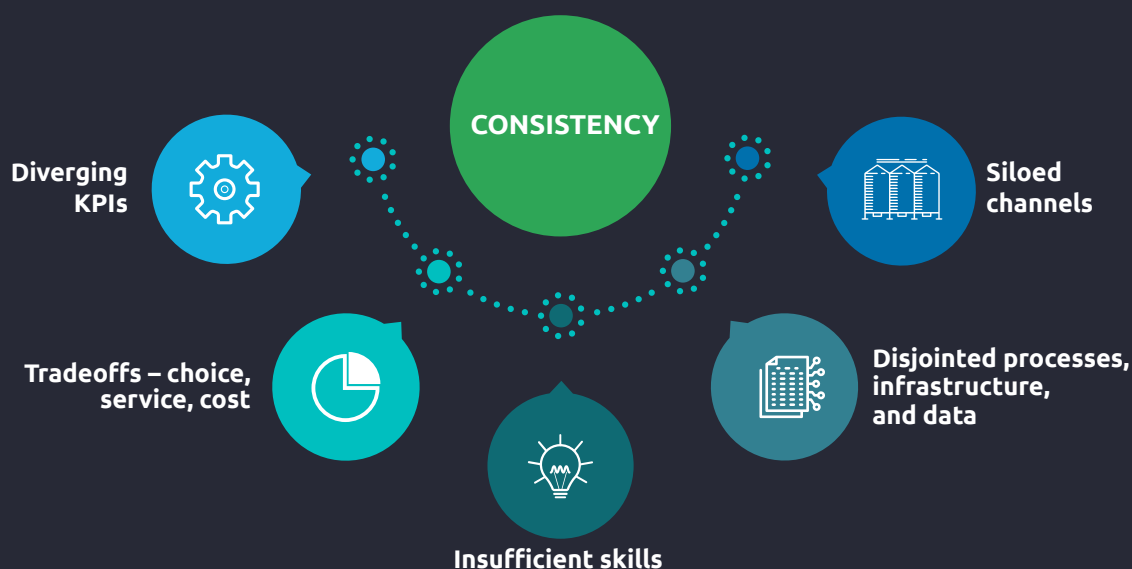 CONSISTENCY
Diverging
KPIs
Siloed
channels
Tradeoffs – choice,
service, cost
Disjointed processes,
infrastructure,
and data
Insufficient skills